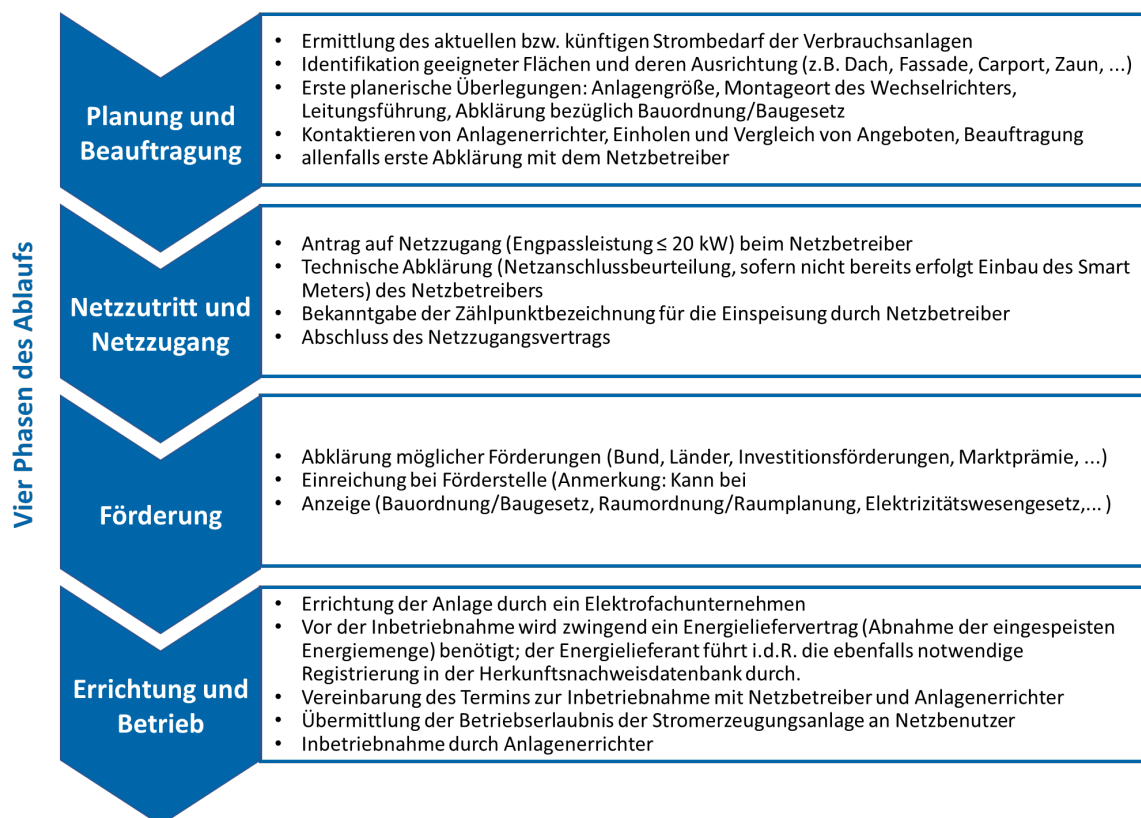 Vier Phasen des Ablaufs
Planung und
Beauftragung
• Ermittlung des aktuellen bzw. künftigen Strombedarf der Verbrauchsanlagen
• Identifikation geeigneter Flächen und deren Ausrichtung (z.B. Dach, Fassade, Carport, Zaun, ...)
• Erste planerische Überlegungen: Anlagengröße, Montageort des Wechselrichters,
Leitungsführung, Abklärung bezüglich Bauordnung/Baugesetz
• Kontaktieren von Anlagenerrichter, Einholen und Vergleich von Angeboten, Beauftragung
• allenfalls erste Abklärung mit dem Netzbetreiber
Netzzutritt und
Netzzugang
• Antrag auf Netzzugang (Engpassleistung ≤ 20 kW) beim Netzbetreiber
• Technische Abklärung (Netzanschlussbeurteilung, sofern nicht bereits erfolgt Einbau des Smart
Meters) des Netzbetreibers
• Bekanntgabe der Zählpunktbezeichnung für die Einspeisung durch Netzbetreiber
• Abschluss des Netzzugangsvertrags
Förderung
• Abklärung möglicher Förderungen (Bund, Länder, Investitionsförderungen, Marktprämie, ...)
• Einreichung bei Förderstelle (Anmerkung: Kann bei
• Anzeige (Bauordnung/Baugesetz, Raumordnung/Raumplanung, Elektrizitätswesengesetz,... )
Errichtung und
Betrieb
• Errichtung der Anlage durch ein Elektrofachunternehmen
• Vor der Inbetriebnahme wird zwingend ein Energieliefervertrag (Abnahme der eingespeisten
Energiemenge) benötigt; der Energielieferant führt i.d.R. die ebenfalls notwendige
Registrierung in der Herkunftsnachweisdatenbank durch.
• Vereinbarung des Termins zur Inbetriebnahme mit Netzbetreiber und Anlagenerrichter
• Übermittlung der Betriebserlaubnis der Stromerzeugungsanlage an Netzbenutzer
• Inbetriebnahme durch Anlagenerrichter